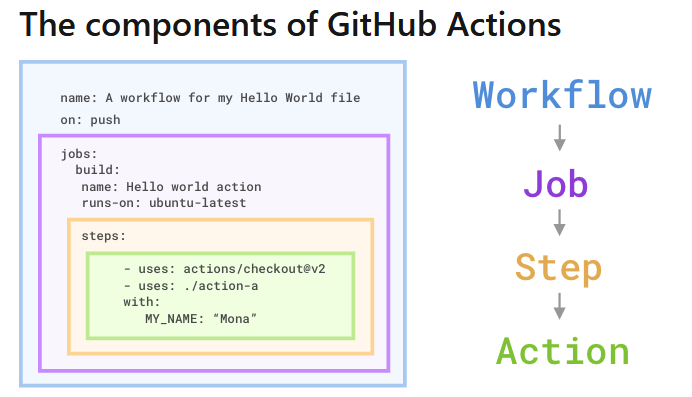 The components of GitHub Actions
name: A workflow for my Hello World file
on: push
jobs:
build:
name: Hello world action
runs-on: ubuntu-latest
steps:
- uses: actions/checkout@v2
- uses: ./action-a
with:
MY_NAME: “Mona”
Workflow
Job
Step
Action